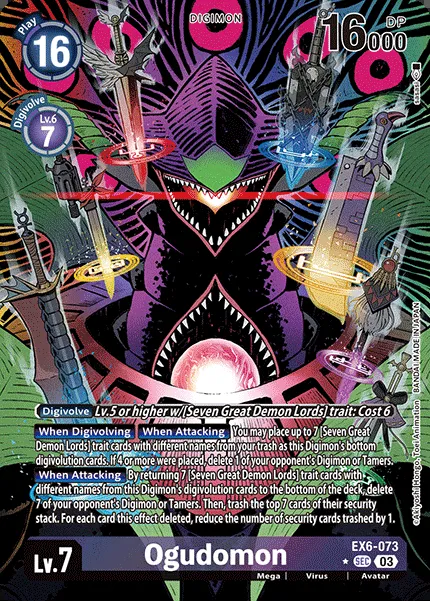 DIGIMON
Play
16
16000
DP
Digivolve
Lv.6
7
Digivolve Lv.5 or higher w/[Seven Great Demon Lords] trait: Cost 6
When Digivolving When Attacking You may place up to 7 [Seven Great
Demon Lords] trait cards with different names from your trash as this Digimon's bottom
digivolution cards. If 4 or more were placed, delete 1 of your opponent's Digimon or Tamers.
When Attacking By returning 7 [Seven Great Demon Lords] trait cards with
different names from this Digimon's digivolution cards to the bottom of the deck, delete
7 of your opponent's Digimon or Tamers. Then, trash the top 7 cards of their security
stack. For each card this effect deleted, reduce the number of security cards trashed by 1.
©Akiyoshi Hongo, Toei Animation BANDAI MADE IN JAPAN
Lv.7
Ogudomon
EX6-073
SEC 03
Mega | Virus | Avatar